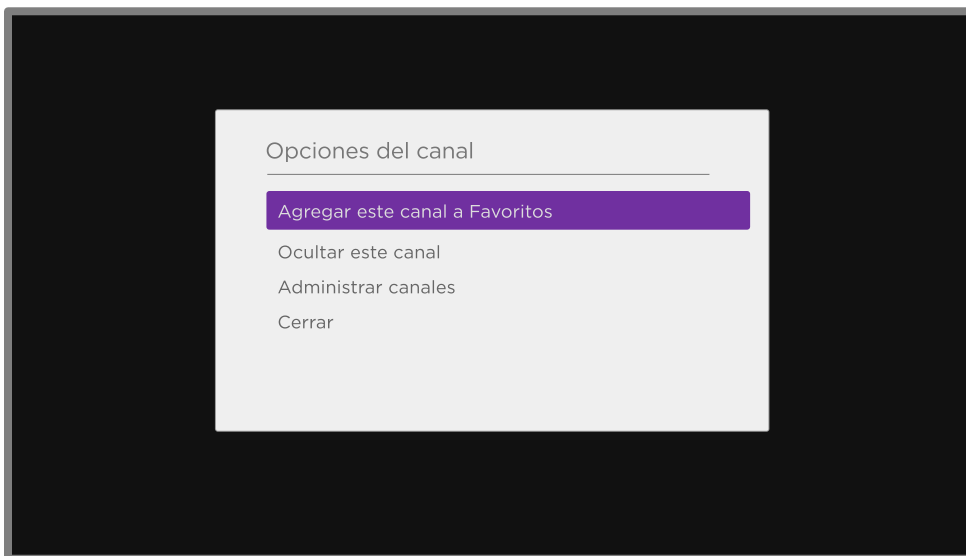 Opciones del canal
Agregar este canal a Favoritos
Ocultar este canal
Administrar canales
Cerrar